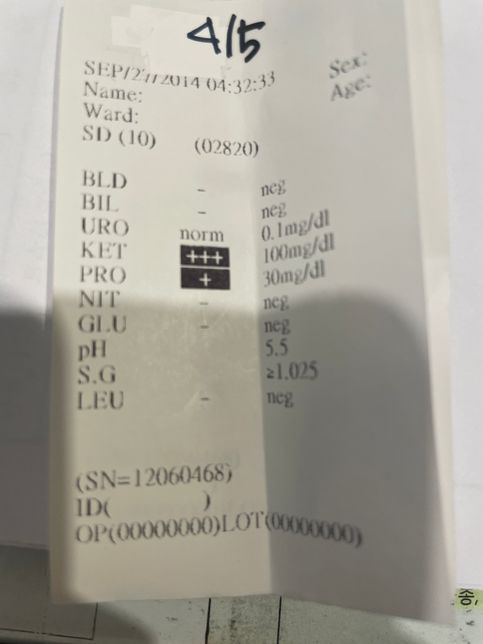 4/5
SEP/27/2014 04:32:33 Sex:
Name: Age:
Ward:
SD (10) (02820)
BLD - neg
BIL - neg
URO norm 0.1mg/dl
KET +++ 100mg/dl
PRO + 30mg/dl
NIT - neg
GLU - neg
pH 5.5
S.G ≥1.025
LEU - neg
(SN=12060468)
ID( )
OP(00000000)LOT(00000000)